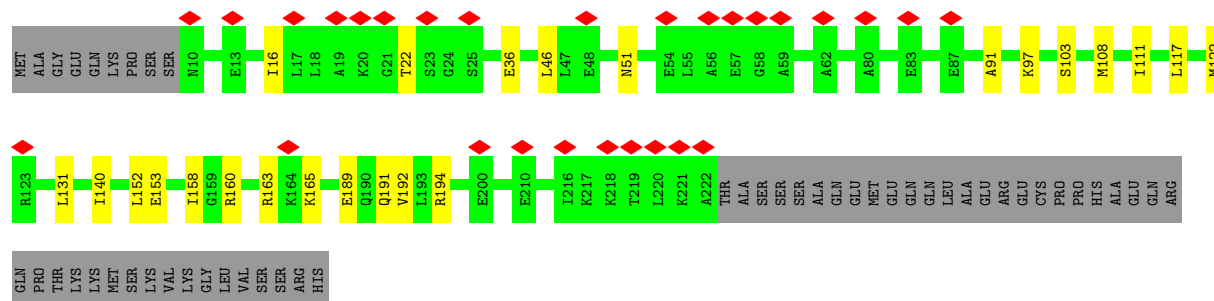 MET ALA GLY GLU GLN LYS PRO SER SER N10 E13 I16 L17 L18 A19 K20 G21 T22 S23 G24 S25 E36 L46 L47 E48 N51 E54 L55 A56 E57 G58 A59 A62 A80 E83 E87 A91 K97 S103 M108 I111 L117 M122
R123 L131 I140 L152 E153 I158 G159 R160 R163 K164 K165 E189 Q190 Q191 V192 L193 R194 E200 E210 I216 K217 K218 T219 L220 K221 A222 THR ALA SER SER SER ALA GLN GLU MET GLU GLN GLN LEU ALA GLU ARG GLU CYS PRO PRO HIS ALA GLU GLN ARG
GLN PRO THR LYS LYS MET SER LYS VAL LYS GLY LEU VAL SER SER ARG HIS